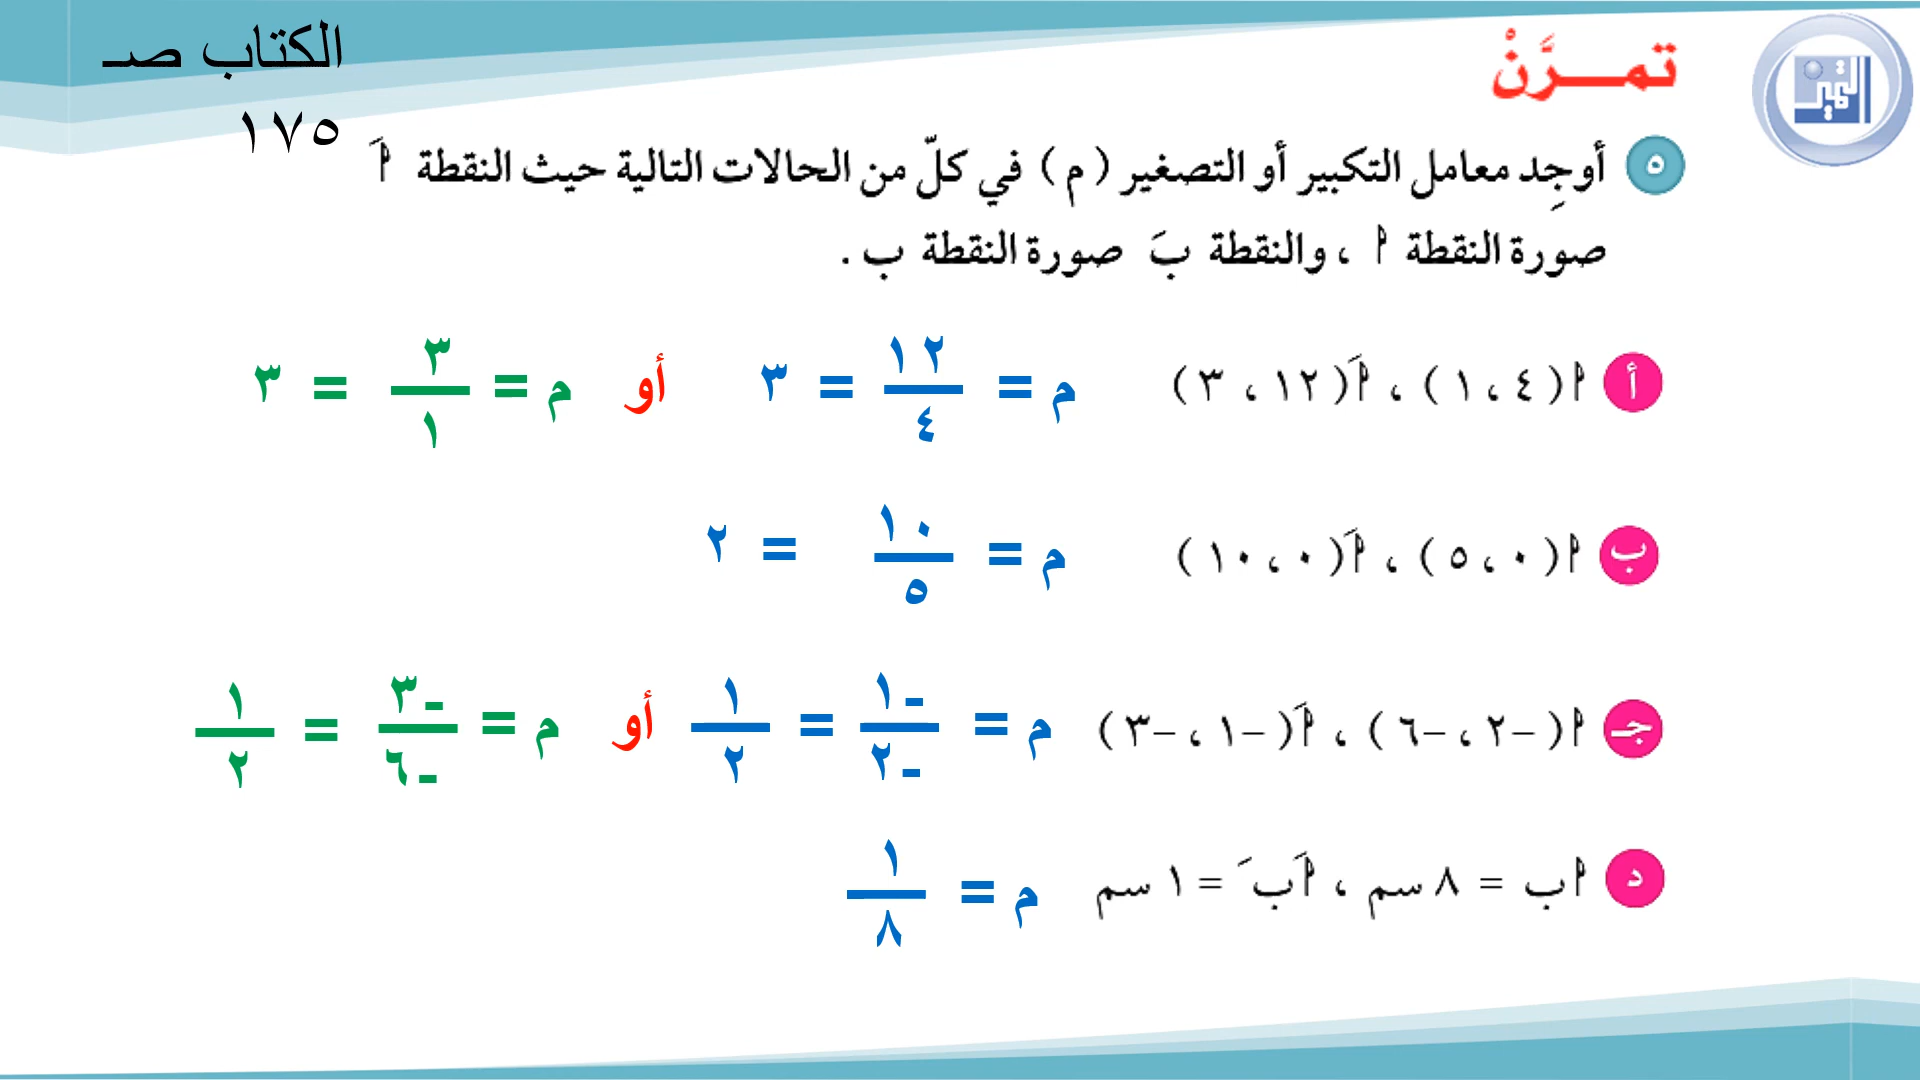 الكتاب صـ
١٧٥
تمـــرَّنْ
التميز
٥ أوجِد معامل التكبير أو التصغير (م) في كلّ من الحالات التالية حيث النقطة أَ
صورة النقطة أ ، والنقطة بَ صورة النقطة ب .
أ أ(٤ ، ١) ، أَ(١٢ ، ٣) م = ١٢/٤ = ٣ أو م = ٣/١ = ٣
ب أ(٠ ، ٥) ، أَ(٠ ، ١٠) م = ١٠/٥ = ٢
جـ أ(-٢ ، -٦) ، أَ(-١ ، -٣) م = -١/-٢ = ١/٢ أو م = -٣/-٦ = ١/٢
د أب = ٨ سم ، أَبَ = ١ سم م = ١/٨